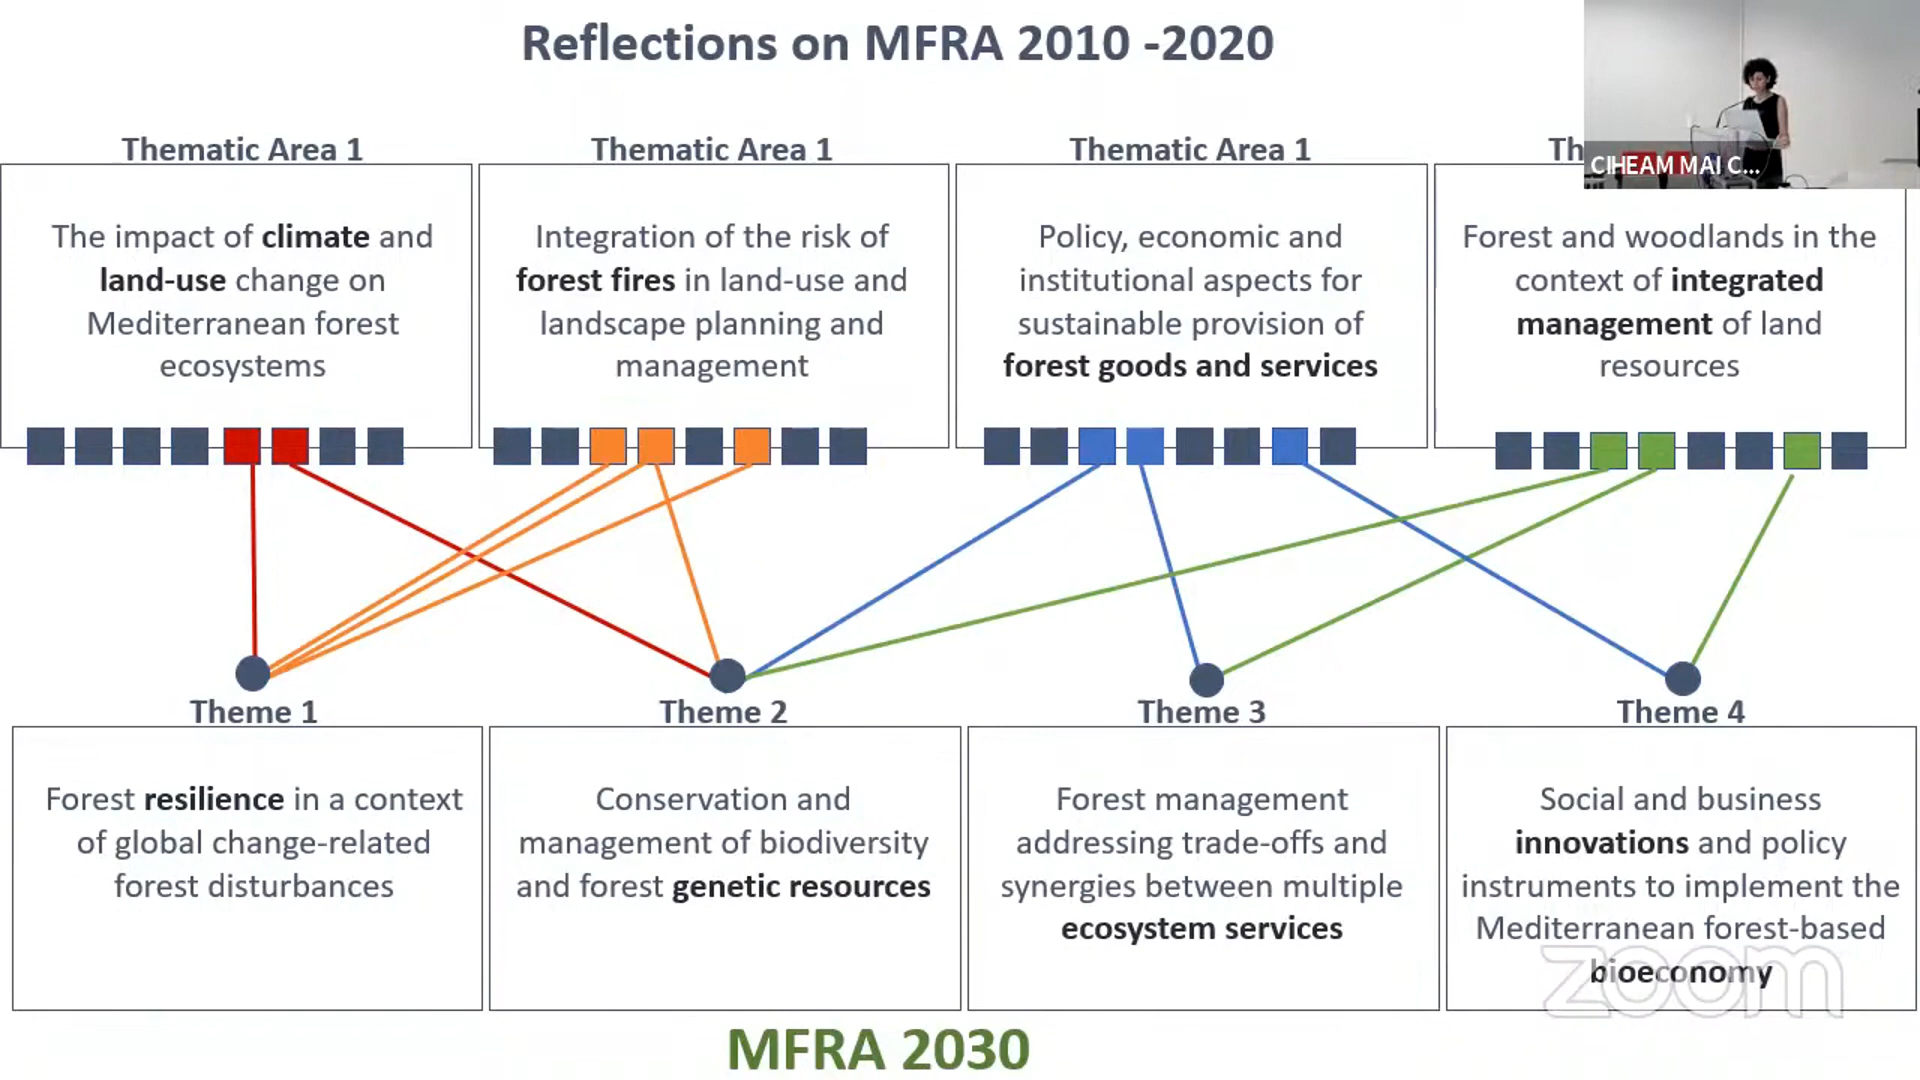 Reflections on MFRA 2010 -2020
CIHEAM MAI C...
Thematic Area 1
Thematic Area 1
Thematic Area 1
The impact of climate and
land-use change on
Mediterranean forest
ecosystems
Integration of the risk of
forest fires in land-use and
landscape planning and
management
Policy, economic and
institutional aspects for
sustainable provision of
forest goods and services
Forest and woodlands in the
context of integrated
management of land
resources
Theme 1
Theme 2
Theme 3
Theme 4
Forest resilience in a context
of global change-related
forest disturbances
Conservation and
management of biodiversity
and forest genetic resources
Forest management
addressing trade-offs and
synergies between multiple
ecosystem services
Social and business
innovations and policy
instruments to implement the
Mediterranean forest-based
bioeconomy
zoom
MFRA 2030